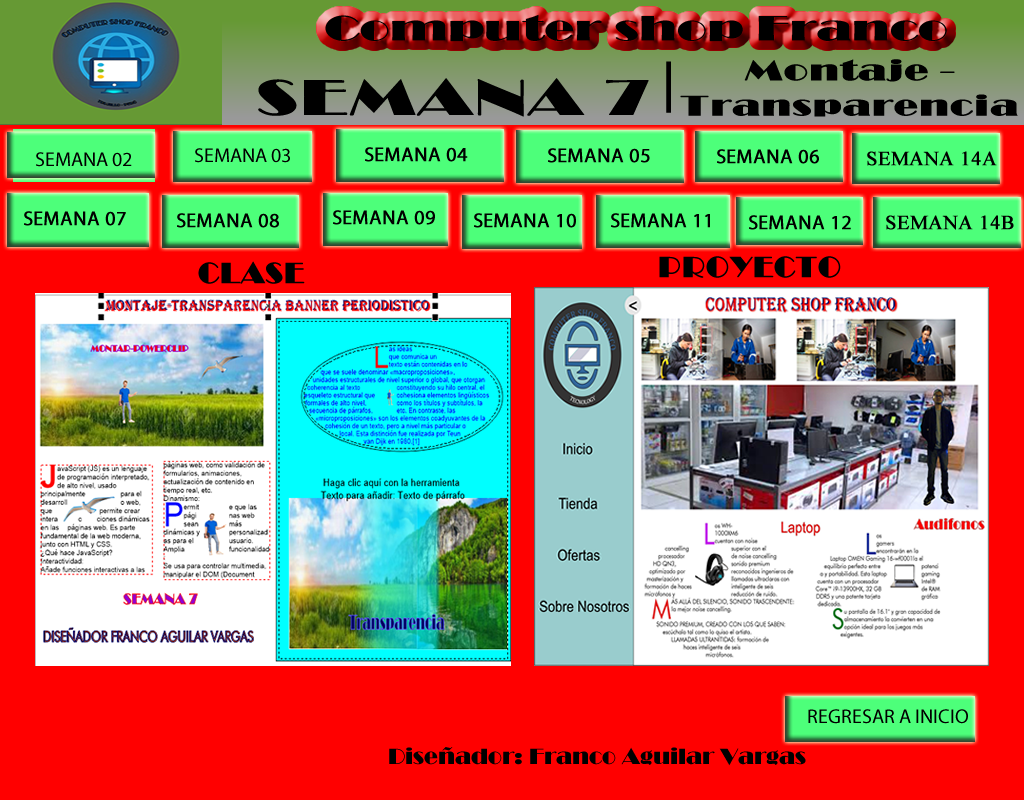 COMPUTER SHOP FRANCO
Computer shop Franco
SEMANA 7
Montaje -
Transparencia
SEMANA 02
SEMANA 03
SEMANA 04
SEMANA 05
SEMANA 06
SEMANA 14A
SEMANA 07
SEMANA 08
SEMANA 09
SEMANA 10
SEMANA 11
SEMANA 12
SEMANA 14B
CLASE
PROYECTO
MONTAJE-TRANSPARENCIA BANNER PERIODISTICO
MONTAR-POWERCLIP
JavaScript (JS) es un lenguaje
de programación interpretado,
de alto nivel, usado
principalmente para el
desarroll o web,
que permite crear
intera c ciones dinámicas
en las páginas web. Es parte
fundamental de la web moderna,
junto con HTML y CSS.
¿Qué hace JavaScript?
Interactividad:
Añade funciones interactivas a las
páginas web, como validación de
formularios, animaciones,
actualización de contenido en
tiempo real, etc.
Dinamismo:
Permit e que las
pági nas web
sean más
dinámicas y personalizad
as para el usuario.
Amplia funcionalidad
Se usa para controlar multimedia,
manipular el DOM (Document
SEMANA 7
DISEÑADOR FRANCO AGUILAR VARGAS
Las ideas
que comunica un
texto están contenidas en lo
que se suele denominar «macroproposiciones»,
unidades estructurales de nivel superior o global, que otorgan
coherencia al texto constituyendo su hilo central, el
esqueleto estructural que cohesiona elementos lingüísticos
formales de alto nivel, como los títulos y subtítulos, la
secuencia de párrafos, etc. En contraste, las
«microproposiciones» son los elementos coadyuvantes de la
cohesión de un texto, pero a nivel más particular o
local. Esta distinción fue realizada por Teun
van Dijk en 1980.[1]
Haga clic aquí con la herramienta
Texto para añadir Texto de párrafo
Transparencia
COMPUTER SHOP FRANCO
TECNOLOGY
<
Inicio
Tienda
Ofertas
Sobre Nosotros
Los WH-
1000XM6
cuentan con nuestro
cancelling superior con el
procesador de noise cancelling
HD QN3, sonido premium
optimizado por reconocidos ingenieros de
masterización y llamadas ultraclaras con
formación de inteligente de seis
haces reducción de ruido.
MÁS ALLÁ DEL SILENCIO, SONIDO TRASCENDENTE:
la mejor noise cancelling.
SONIDO PREMIUM, CREADO CON LOS QUE SABEN:
escúchalo tal como lo quiso el artista.
LLAMADAS ULTRANÍTIDAS: formación de
haces inteligente de seis
micrófonos.
Laptop
Audifonos
Los
gamers
encontrarán en la
Laptop OMEN Gaming 16-wf0001la el
equilibrio perfecto entre potenci
a y portabilidad. Esta laptop gaming
cuenta con un procesador Intel®
Core™ i9-13900HX, 32 GB de RAM
DDR5 y una potente tarjeta gráfica
dedicada.
Su pantalla de 16.1" y gran capacidad de
almacenamiento la convierten en una
opción ideal para los juegos más
exigentes.
REGRESAR A INICIO
Diseñador: Franco Aguilar Vargas